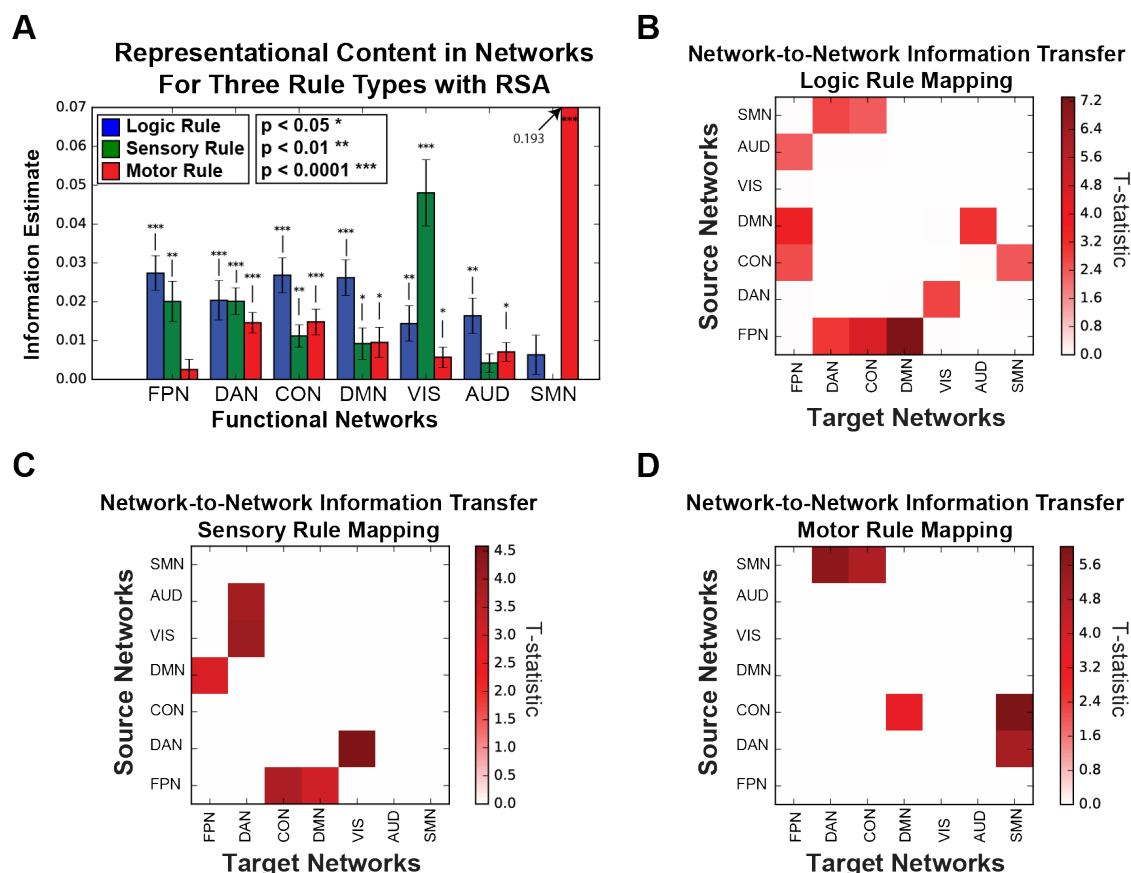 A
Representational Content in Networks
For Three Rule Types with RSA
Information Estimate
0.07
0.06
0.05
0.04
0.03
0.02
0.01
0.00
Logic Rule
Sensory Rule
Motor Rule
p < 0.05 *
p < 0.01 **
p < 0.0001 ***
0.193
***
***
***
**
***
***
***
***
**
***
***
*
*
**
*
**
*
FPN DAN CON DMN VIS AUD SMN
Functional Networks
B
Network-to-Network Information Transfer
Logic Rule Mapping
Source Networks
SMN
AUD
VIS
DMN
CON
DAN
FPN
FPN DAN CON DMN VIS AUD SMN
Target Networks
7.2
6.4
5.6
4.8
4.0
3.2
2.4
1.6
0.8
0.0
T-statistic
C
Network-to-Network Information Transfer
Sensory Rule Mapping
Source Networks
SMN
AUD
VIS
DMN
CON
DAN
FPN
FPN DAN CON DMN VIS AUD SMN
Target Networks
4.5
4.0
3.5
3.0
2.5
2.0
1.5
1.0
0.5
0.0
T-statistic
D
Network-to-Network Information Transfer
Motor Rule Mapping
Source Networks
SMN
AUD
VIS
DMN
CON
DAN
FPN
FPN DAN CON DMN VIS AUD SMN
Target Networks
5.6
4.8
4.0
3.2
2.4
1.6
0.8
0.0
T-statistic